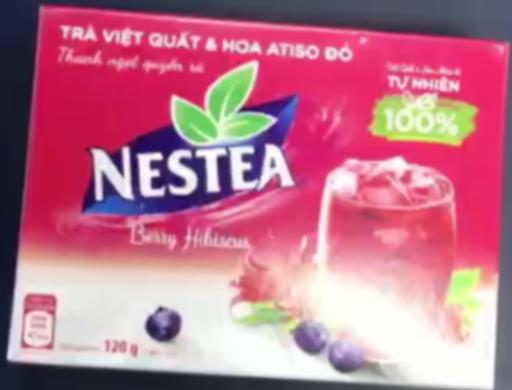 TRÀ VIỆT QUẤT & HOA ATISO ĐỎ
Thanh ngọt quyến rũ
TỰ NHIÊN
100%
NESTEA
Berry Hibiscus
120 g